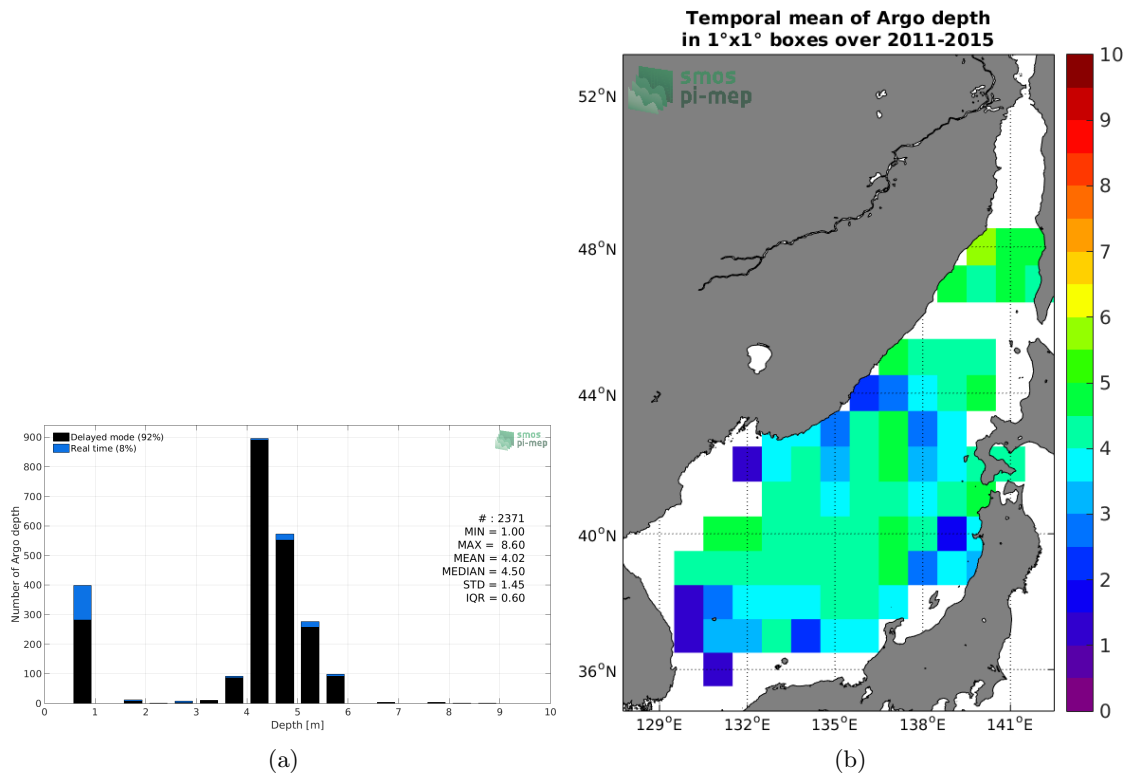 Temporal mean of Argo depth
in 1°x1° boxes over 2011-2015
smos
pi-mep
52°N
48°N
44°N
40°N
36°N
129°E
132°E
135°E
138°E
141°E
10
9
8
7
6
5
4
3
2
1
0
Delayed mode (92%)
Real time (8%)
smos
pi-mep
Number of Argo depth
900
800
700
600
500
400
300
200
100
0
# : 2371
MIN = 1.00
MAX = 8.60
MEAN = 4.02
MEDIAN = 4.50
STD = 1.45
IQR = 0.60
0
1
2
3
4
5
6
7
8
9
10
Depth [m]
(a)
(b)